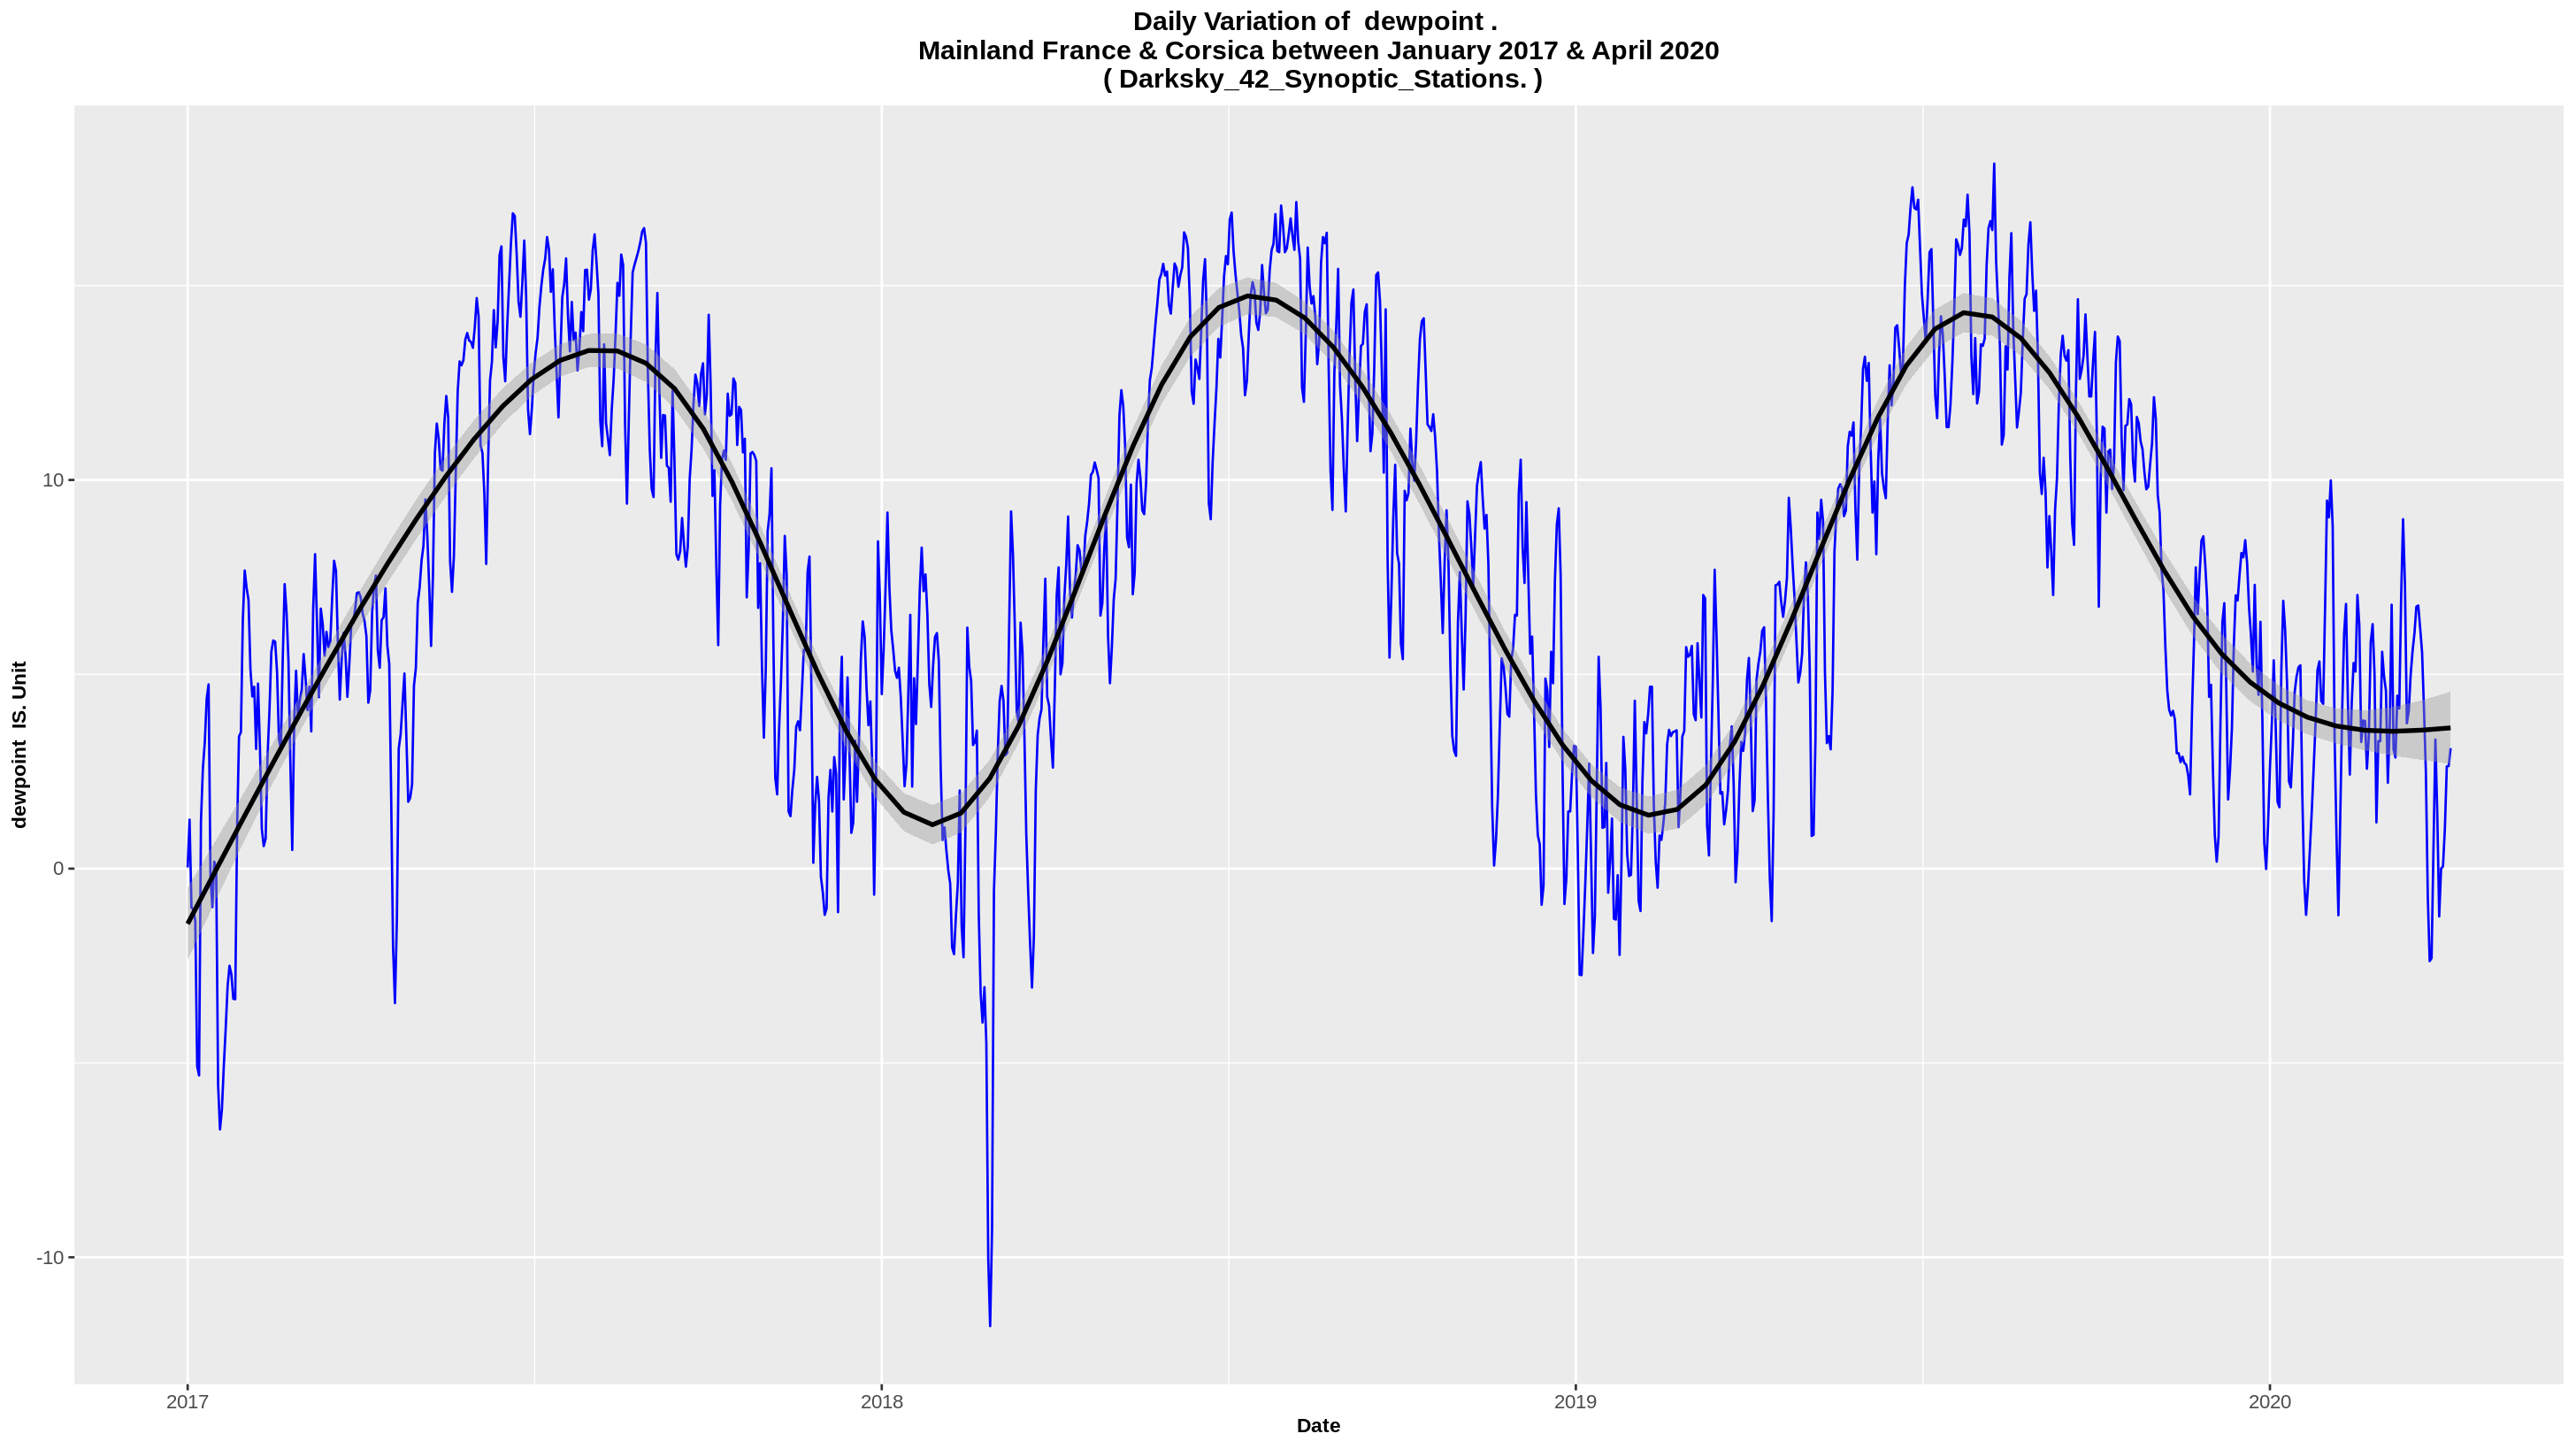 Daily Variation of  dewpoint .
Mainland France & Corsica between January 2017 & April 2020
( Darksky_42_Synoptic_Stations. )
dewpoint  IS. Unit
10
0
-10
2017
2018
2019
2020
Date